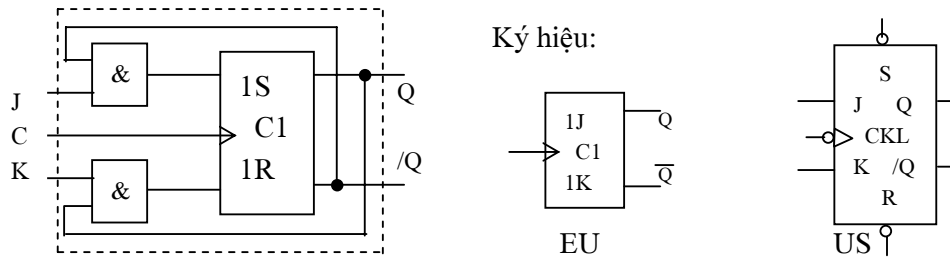 Ký hiệu:
&
1S
C1
1R
&
J
C
K
Q
/Q
1J
C1
1K
Q
Q̅
EU
S
J Q
CKL
K /Q
R
US